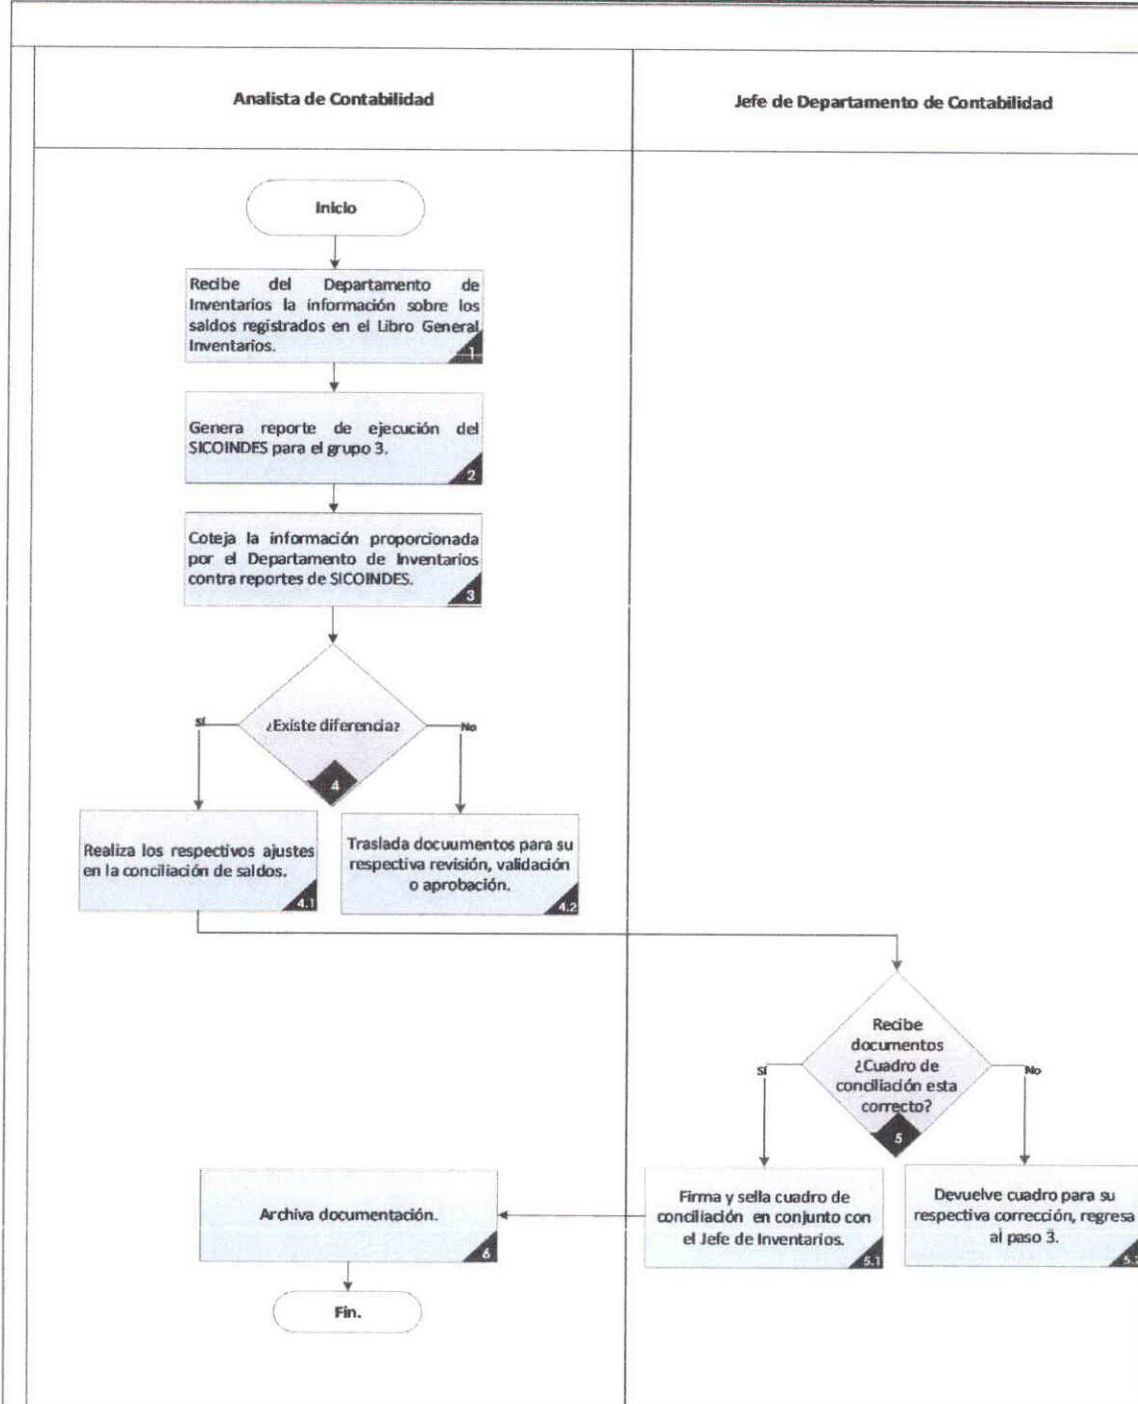 Analista de Contabilidad
Jefe de Departamento de Contabilidad
Inicio
Recibe del Departamento de
Inventarios la información sobre los
saldos registrados en el Libro General
Inventarios.
1
Genera reporte de ejecución del
SICOINDES para el grupo 3.
2
Coteja la información proporcionada
por el Departamento de Inventarios
contra reportes de SICOINDES.
3
¿Existe diferencia?
4
Sí
No
Realiza los respectivos ajustes
en la conciliación de saldos.
4.1
Traslada docuumentos para su
respectiva revisión, validación
o aprobación.
4.2
Recibe
documentos
¿Cuadro de
conciliación esta
correcto?
5
Sí
No
Firma y sella cuadro de
conciliación en conjunto con
el Jefe de Inventarios.
5.1
Devuelve cuadro para su
respectiva corrección, regresa
al paso 3.
5.2
Archiva documentación.
6
Fin.